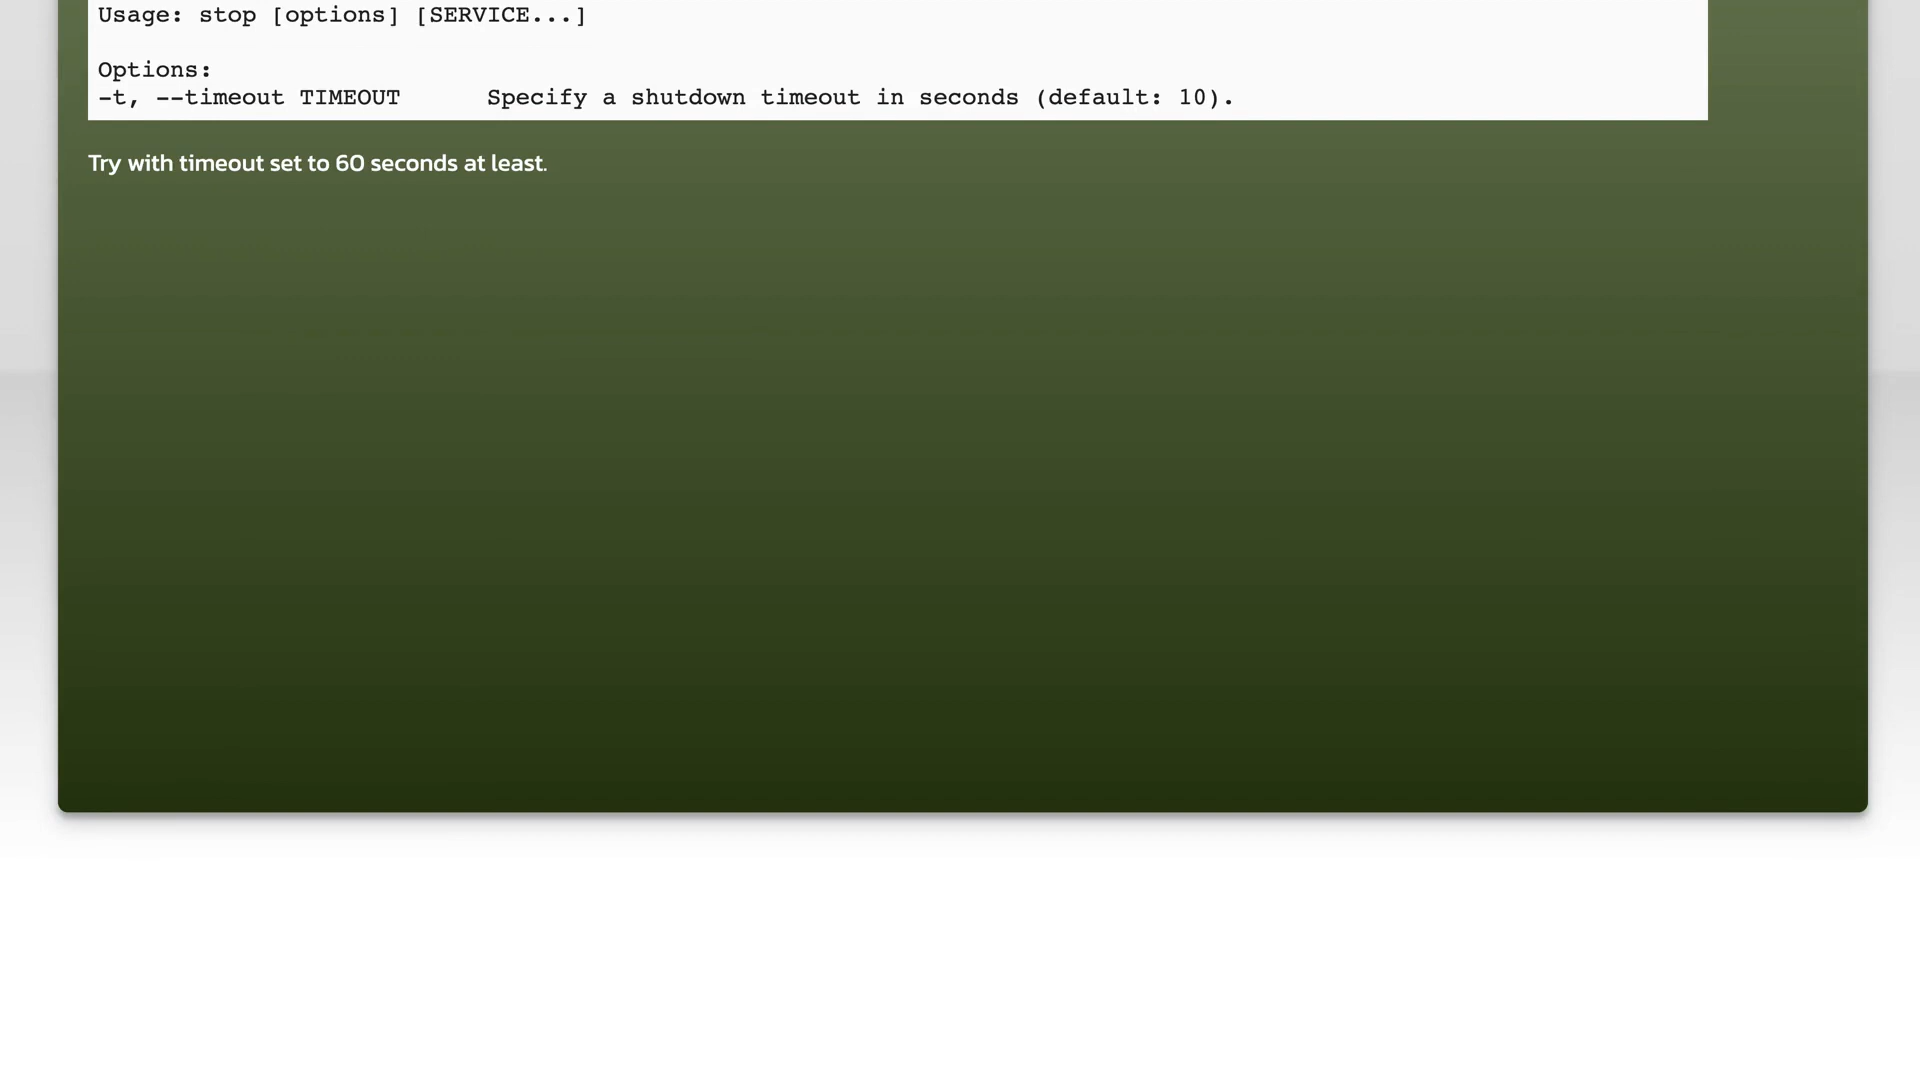 Usage: stop [options] [SERVICE...]
Options:
-t, --timeout TIMEOUT      Specify a shutdown timeout in seconds (default: 10).
Try with timeout set to 60 seconds at least.